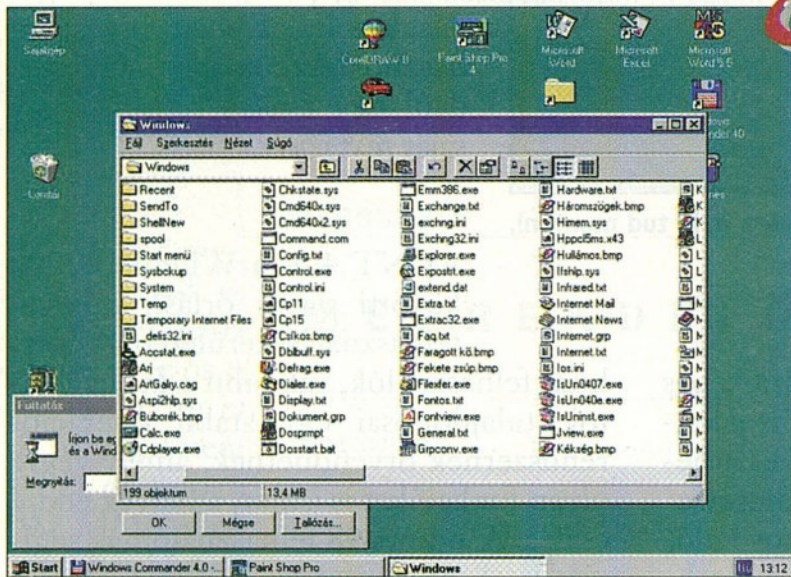 Sajátgép
CorelDRAW 8
Paint Shop Pro 4
Microsoft Word
Microsoft Excel
Microsoft Word 5.5
Windows
Fájl Szerkesztés Nézet Súgó
Windows
Recent
SendTo
ShellNew
spool
Start menü
Sysbckup
System
Temp
Temporary Internet Files
_delis32.ini
Accstat.exe
Arj
ArtGalry.cag
Aspi2hlp.sys
Buborék.bmp
Calc.exe
Cdplayer.exe
Chkstate.sys
Cmd640x.sys
Cmd640x2.sys
Command.com
Config.txt
Control.exe
Control.ini
Cp11
Cp15
Csíkos.bmp
Dblbuff.sys
Defrag.exe
Dialer.exe
Display.txt
Dokument.grp
Dosprmpt
Dosstart.bat
Emm386.exe
Exchange.txt
exchng.ini
Exchng32.ini
Explorer.exe
Expostrt.exe
extend.dat
Extra.txt
Extrac32.exe
Faq.txt
Faragott kő.bmp
Fekete zsúp.bmp
Filexfer.exe
Fontos.txt
Fontview.exe
General.txt
Grpconv.exe
Hardware.txt
Háromszögek.bmp
Himem.sys
Hppcl5ms.x43
Hullámos.bmp
Ifshlp.sys
Infrared.txt
Internet Mail
Internet News
Internet.grp
Internet.txt
Ios.ini
IsUn0407.exe
IsUn040e.exe
IsUninst.exe
Jview.exe
Kékség.bmp
199 objektum 13,4 MB
Futtatás
Írjon be eg
és a Wind
Megnyitás:
OK Mégse Tallózás...
Start Windows Commander 4.0 -... Paint Shop Pro Windows 13:12